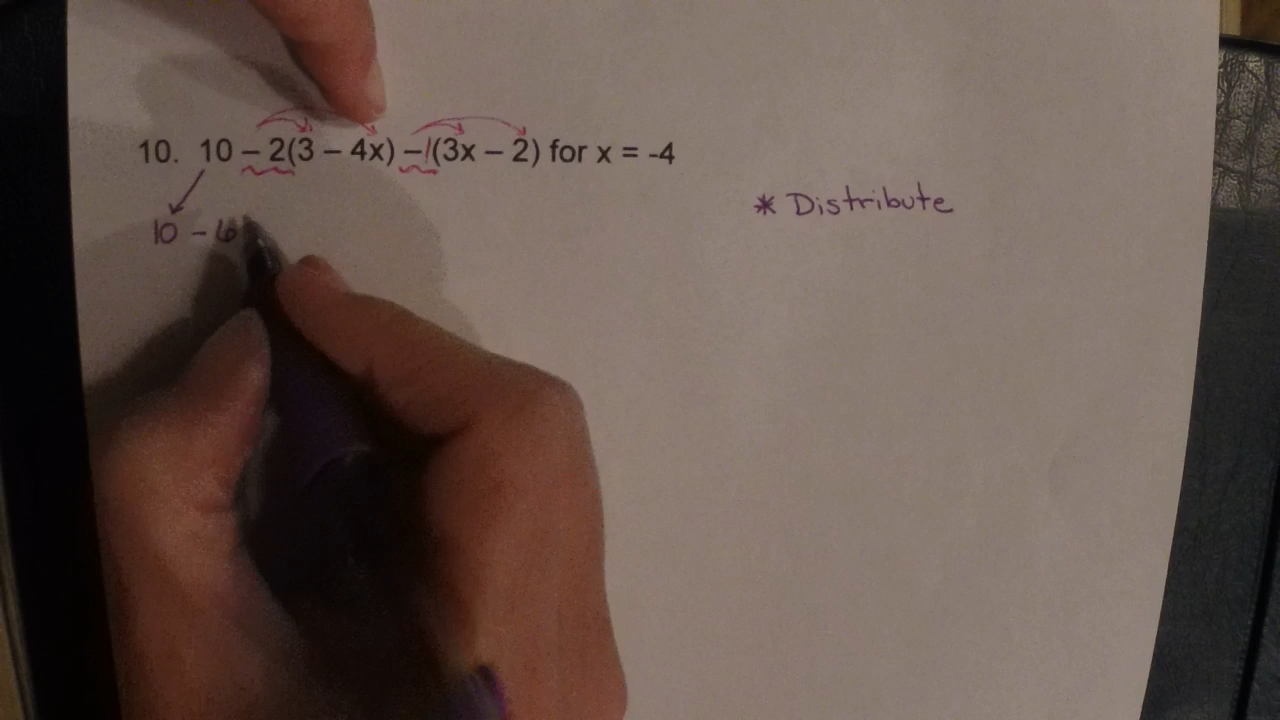 10. 10 – 2(3 – 4x) –1(3x – 2) for x = -4
* Distribute
10 - 6